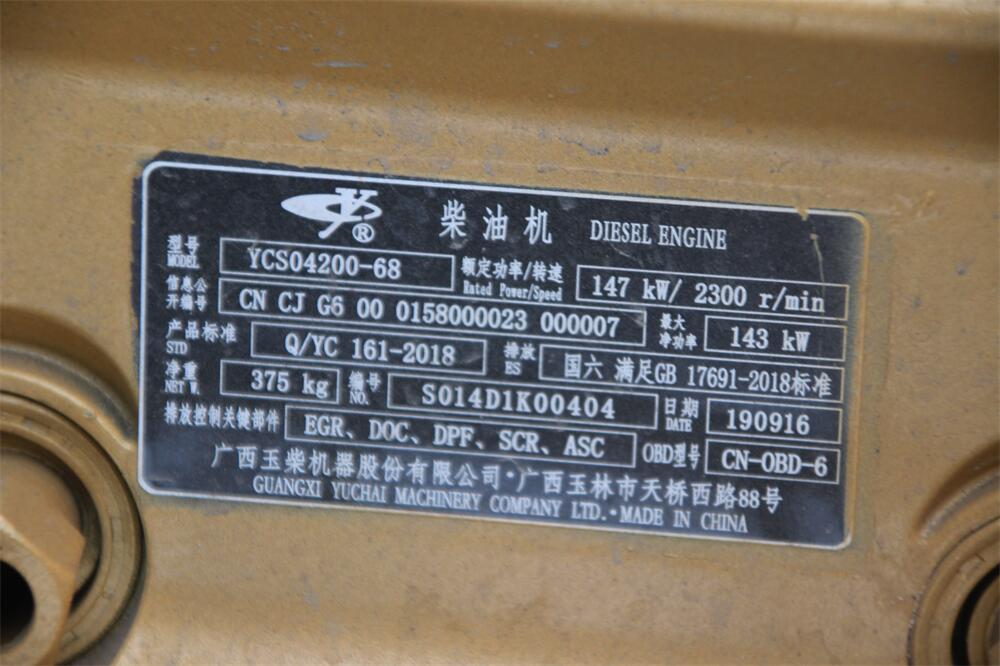 ® 柴油机 DIESEL ENGINE
型号 MODEL YCS04200-68 额定功率/转速 Rated Power/Speed 147 kW/ 2300 r/min
信息公开编号 CN CJ G6 00 0158000023 000007 最大净功率 143 kW
产品标准 STD Q/YC 161-2018 排放 ES 国六 满足GB 17691-2018标准
净重 NET W. 375 kg 编号 NO. S014D1K00404 日期 DATE 190916
排放控制关键部件 EGR、DOC、DPF、SCR、ASC OBD型号 CN-OBD-6
广西玉柴机器股份有限公司·广西玉林市天桥西路88号
GUANGXI YUCHAI MACHINERY COMPANY LTD.·MADE IN CHINA